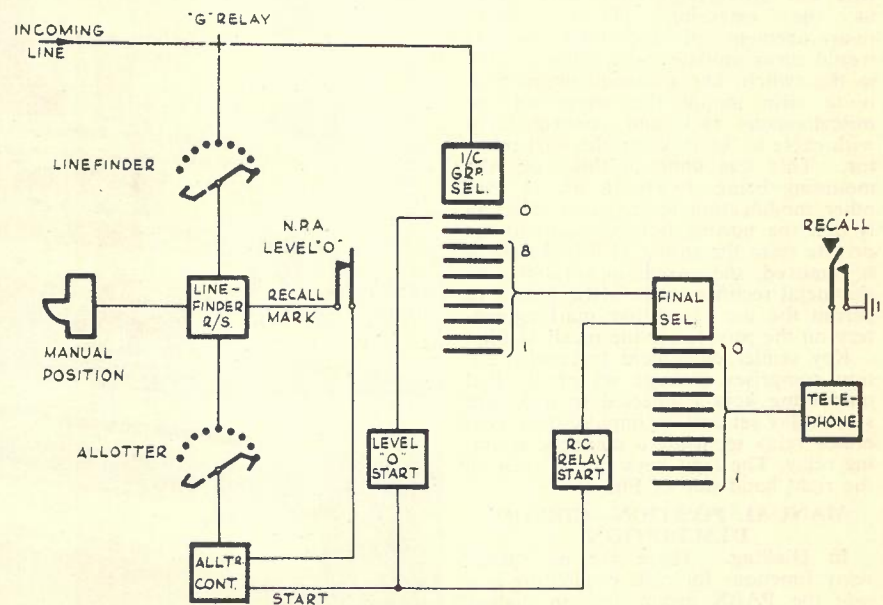 "G" RELAY
INCOMING
LINE
LINEFINDER
I/C
GRP.
SEL.
O
8
1
N.P.A.
LEVEL "O"
RECALL
LINE-
FINDER
R/S.
RECALL
MARK
FINAL
SEL.
O
1
MANUAL
POSITION
TELE-
PHONE
ALLOTTER
LEVEL
"O"
START
R.C.
RELAY
START
ALLTR.
CONT.
START